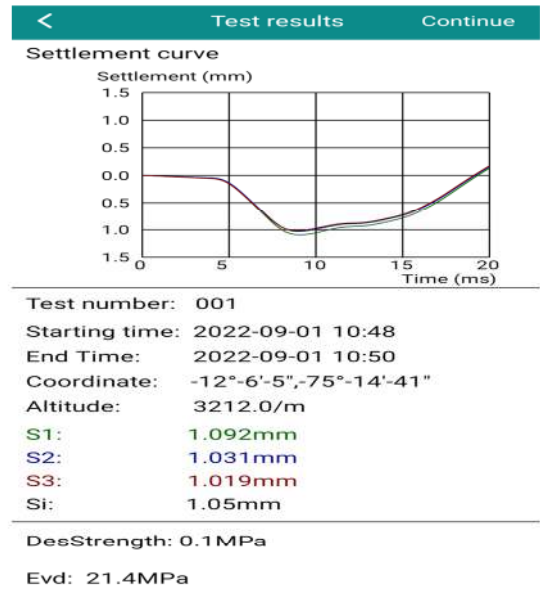 < Test results Continue
Settlement curve
Settlement (mm)
1.5
1.0
0.5
0.0
0.5
1.0
1.5
0 5 10 15 20
Time (ms)
Test number: 001
Starting time: 2022-09-01 10:48
End Time: 2022-09-01 10:50
Coordinate: -12°-6'-5",-75°-14'-41"
Altitude: 3212.0/m
S1: 1.092mm
S2: 1.031mm
S3: 1.019mm
Si: 1.05mm
DesStrength: 0.1MPa
Evd: 21.4MPa